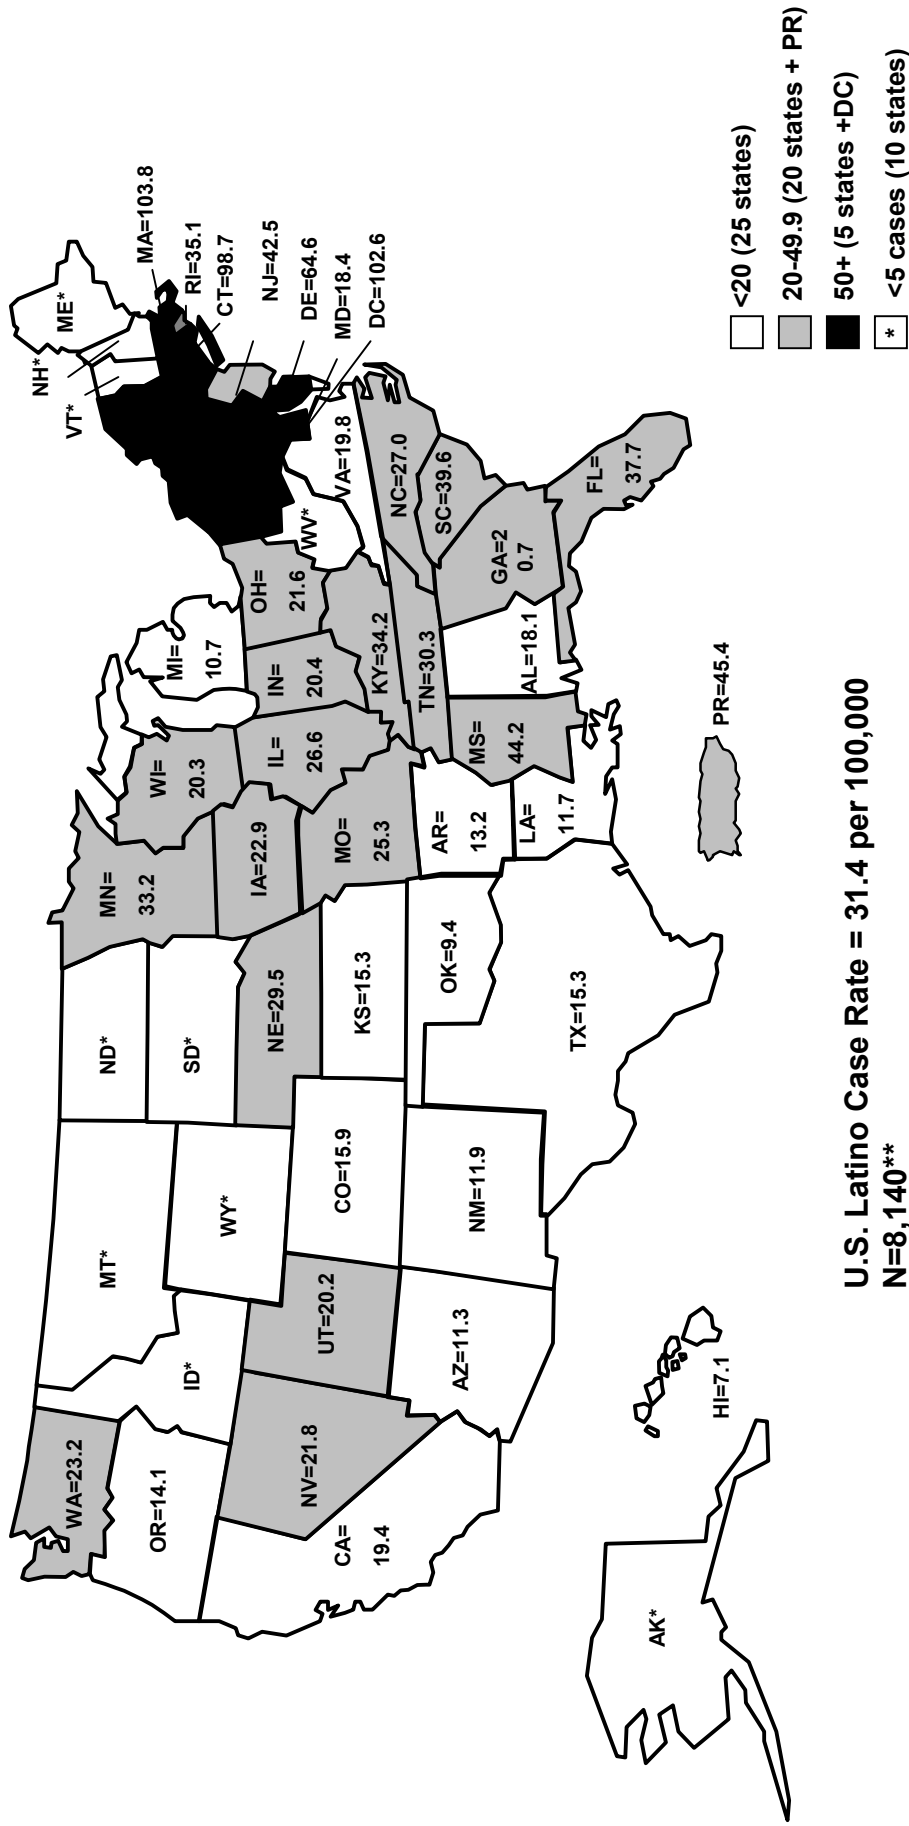 WA=23.2
OR=14.1
CA=
19.4
NV=21.8
ID*
MT*
WY*
UT=20.2
AZ=11.3
CO=15.9
NM=11.9
ND*
SD*
NE=29.5
KS=15.3
OK=9.4
TX=15.3
MN=
33.2
IA=22.9
MO=
25.3
AR=
13.2
LA=
11.7
WI=
20.3
IL=
26.6
MS=
44.2
MI=
10.7
IN=
20.4
KY=34.2
TN=30.3
AL=18.1
OH=
21.6
WV*
VA=19.8
NC=27.0
SC=39.6
GA=2
0.7
FL=
37.7
VT*
NH*
ME*
MA=103.8
RI=35.1
CT=98.7
NJ=42.5
DE=64.6
MD=18.4
DC=102.6
AK*
HI=7.1
PR=45.4
<20 (25 states)
20-49.9 (20 states + PR)
50+ (5 states +DC)
* <5 cases (10 states)
U.S. Latino Case Rate = 31.4 per 100,000
N=8,140**